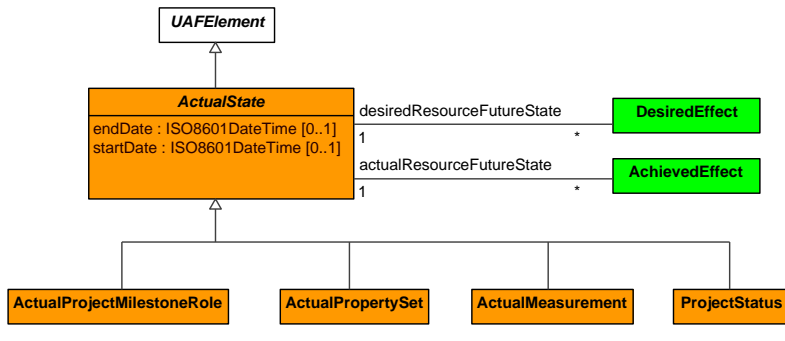 UAFElement
ActualState
endDate : ISO8601DateTime [0..1]
startDate : ISO8601DateTime [0..1]
desiredResourceFutureState
1
*
DesiredEffect
actualResourceFutureState
1
*
AchievedEffect
ActualProjectMilestoneRole
ActualPropertySet
ActualMeasurement
ProjectStatus